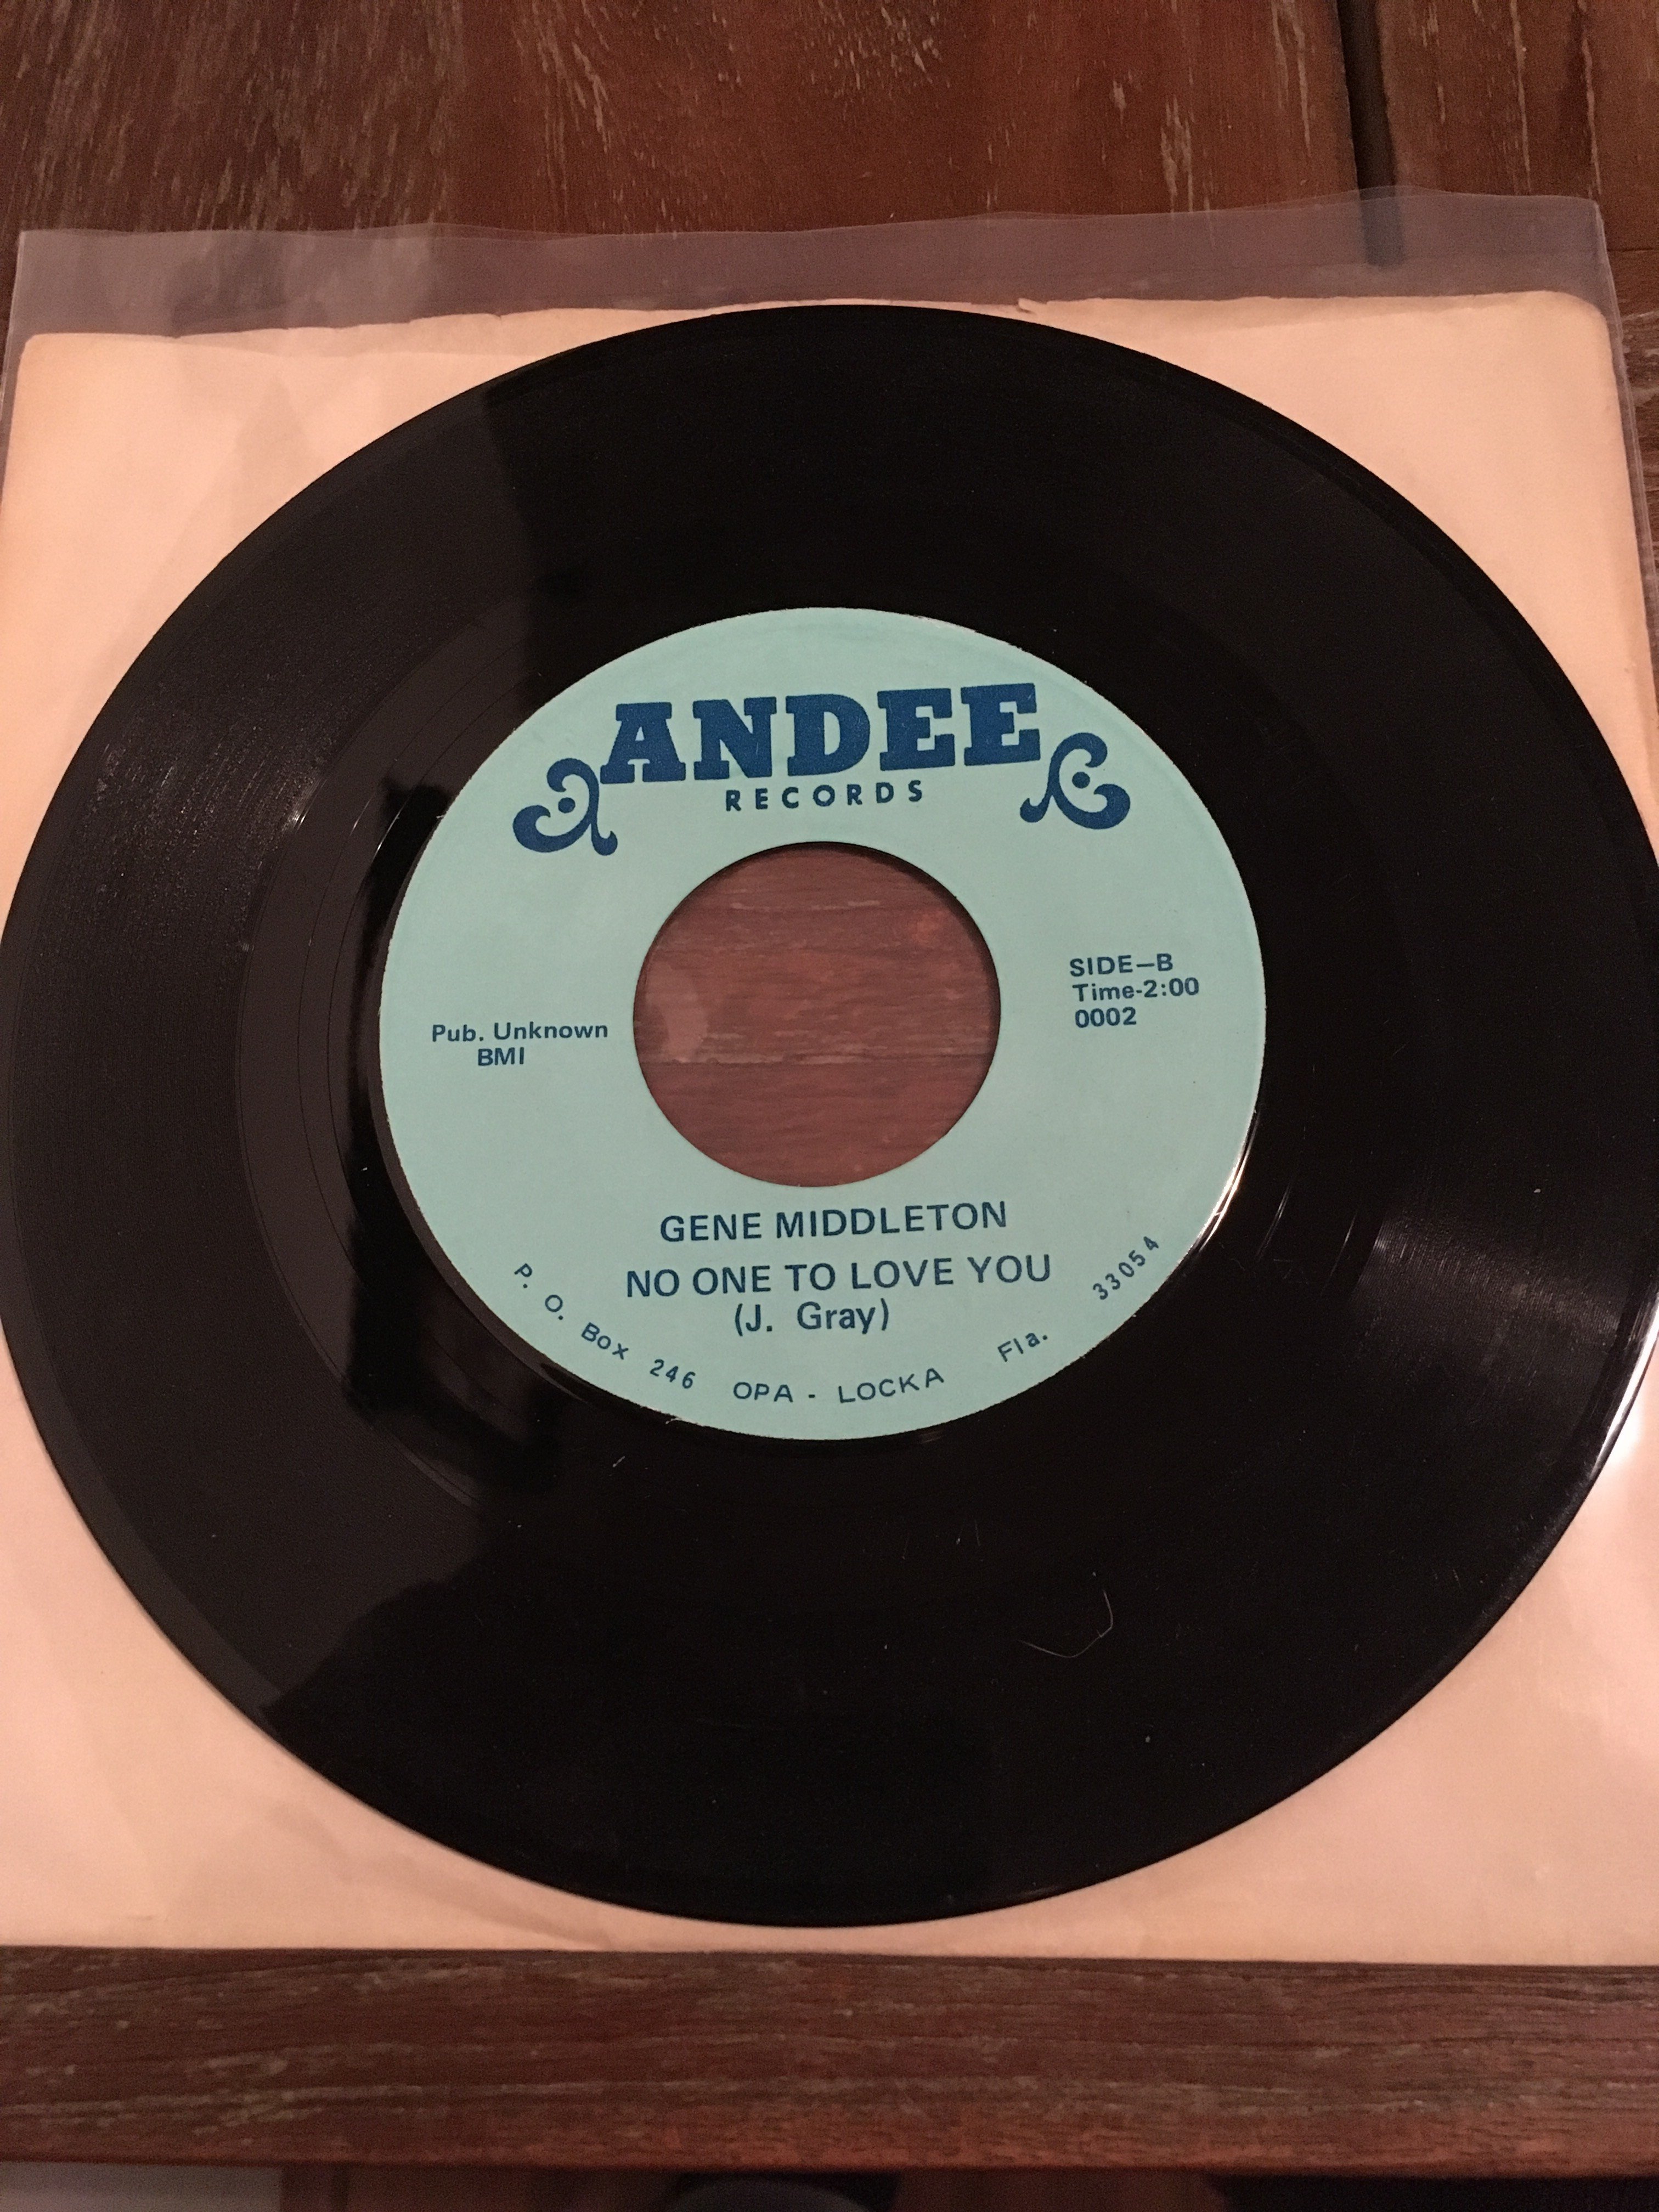 ANDEE
RECORDS
SIDE—B
Time-2:00
0002
Pub. Unknown
BMI
GENE MIDDLETON
NO ONE TO LOVE YOU
(J. Gray)
P. O. Box 246 OPA - LOCKA Fla. 33054